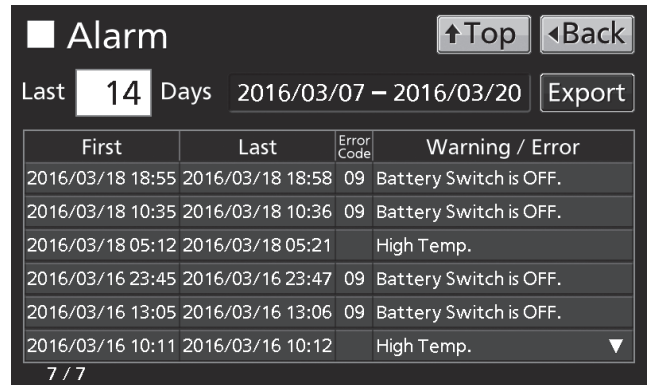 Alarm ↑Top ◂Back
Last 14 Days 2016/03/07 – 2016/03/20 Export
First Last Error Code Warning / Error
2016/03/18 18:55 2016/03/18 18:58 09 Battery Switch is OFF.
2016/03/18 10:35 2016/03/18 10:36 09 Battery Switch is OFF.
2016/03/18 05:12 2016/03/18 05:21 High Temp.
2016/03/16 23:45 2016/03/16 23:47 09 Battery Switch is OFF.
2016/03/16 13:05 2016/03/16 13:06 09 Battery Switch is OFF.
2016/03/16 10:11 2016/03/16 10:12 High Temp. ▼
7 / 7